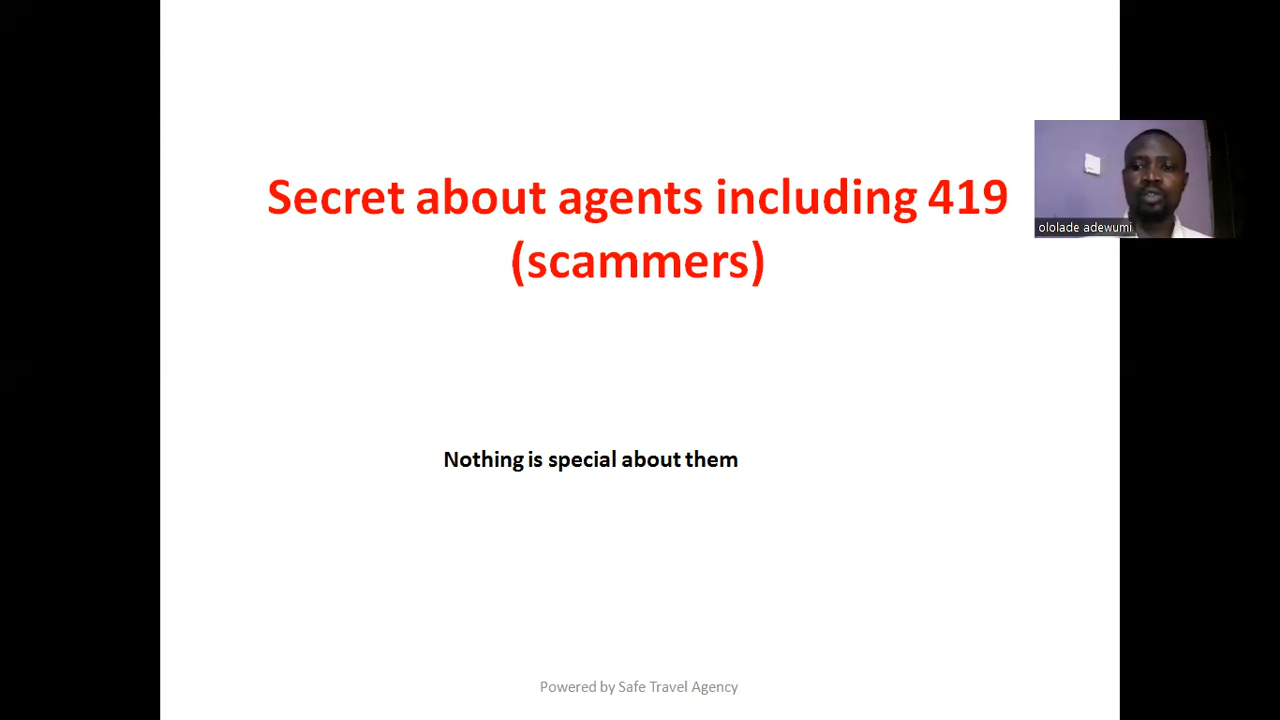 Secret about agents including 419
(scammers)
ololade adewumi
Nothing is special about them
Powered by Safe Travel Agency